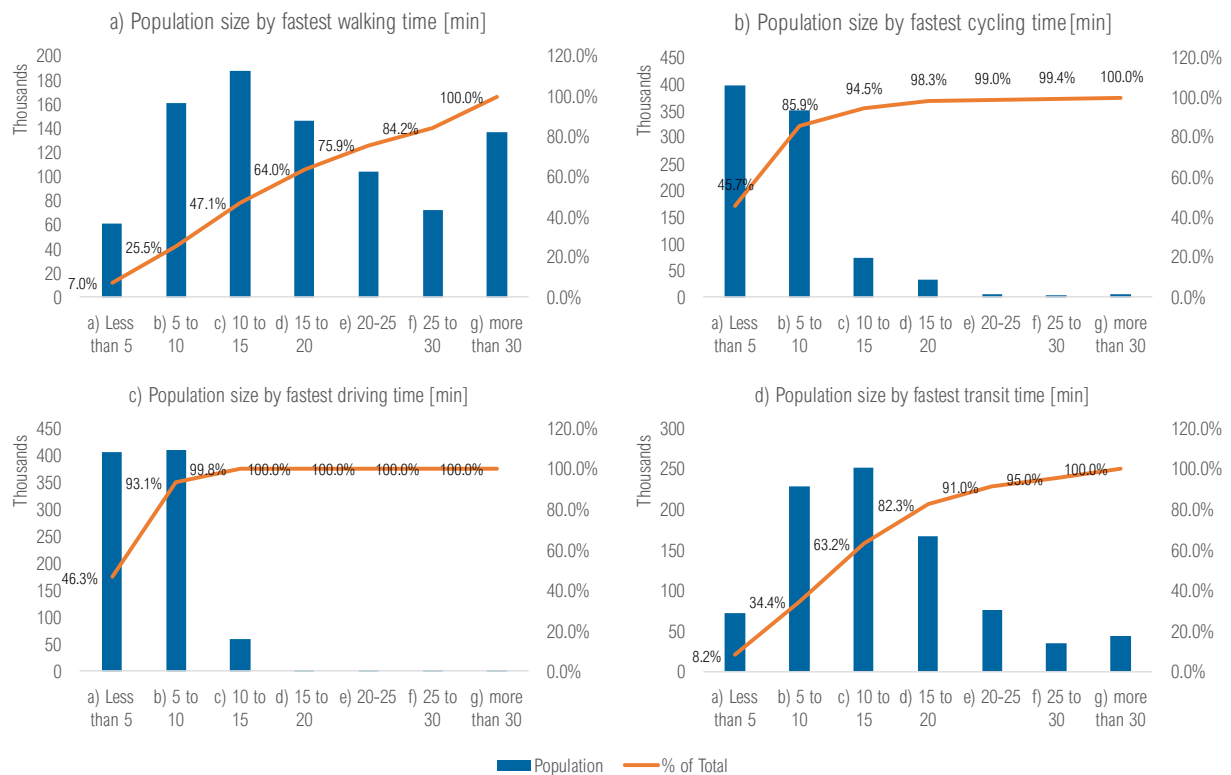 a) Population size by fastest walking time [min]
Thousands
200
180
160
140
120
100
80
60
40
20
0
120.0%
100.0%
80.0%
60.0%
40.0%
20.0%
0.0%
7.0%
25.5%
47.1%
64.0%
75.9%
84.2%
100.0%
a) Less than 5
b) 5 to 10
c) 10 to 15
d) 15 to 20
e) 20-25
f) 25 to 30
g) more than 30
b) Population size by fastest cycling time [min]
Thousands
450
400
350
300
250
200
150
100
50
0
120.0%
100.0%
80.0%
60.0%
40.0%
20.0%
0.0%
45.7%
85.9%
94.5%
98.3%
99.0%
99.4%
100.0%
a) Less than 5
b) 5 to 10
c) 10 to 15
d) 15 to 20
e) 20-25
f) 25 to 30
g) more than 30
c) Population size by fastest driving time [min]
Thousands
450
400
350
300
250
200
150
100
50
0
120.0%
100.0%
80.0%
60.0%
40.0%
20.0%
0.0%
46.3%
93.1%
99.8%
100.0%
100.0%
100.0%
100.0%
a) Less than 5
b) 5 to 10
c) 10 to 15
d) 15 to 20
e) 20-25
f) 25 to 30
g) more than 30
d) Population size by fastest transit time [min]
Thousands
300
250
200
150
100
50
0
120.0%
100.0%
80.0%
60.0%
40.0%
20.0%
0.0%
8.2%
34.4%
63.2%
82.3%
91.0%
95.0%
100.0%
a) Less than 5
b) 5 to 10
c) 10 to 15
d) 15 to 20
e) 20-25
f) 25 to 30
g) more than 30
Population
% of Total